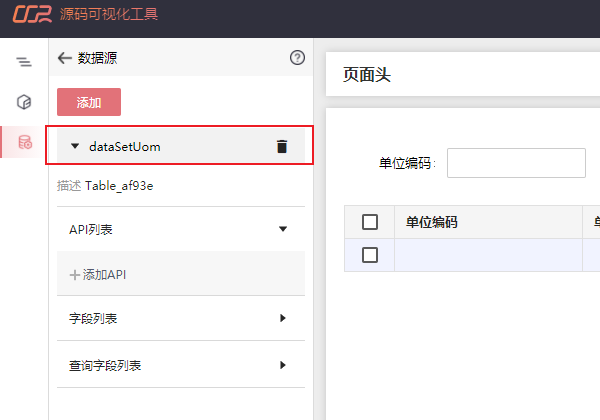 源码可视化工具
数据源
添加
dataSetUom
描述 Table_af93e
API列表
添加API
字段列表
查询字段列表
页面头
单位编码:
单位编码